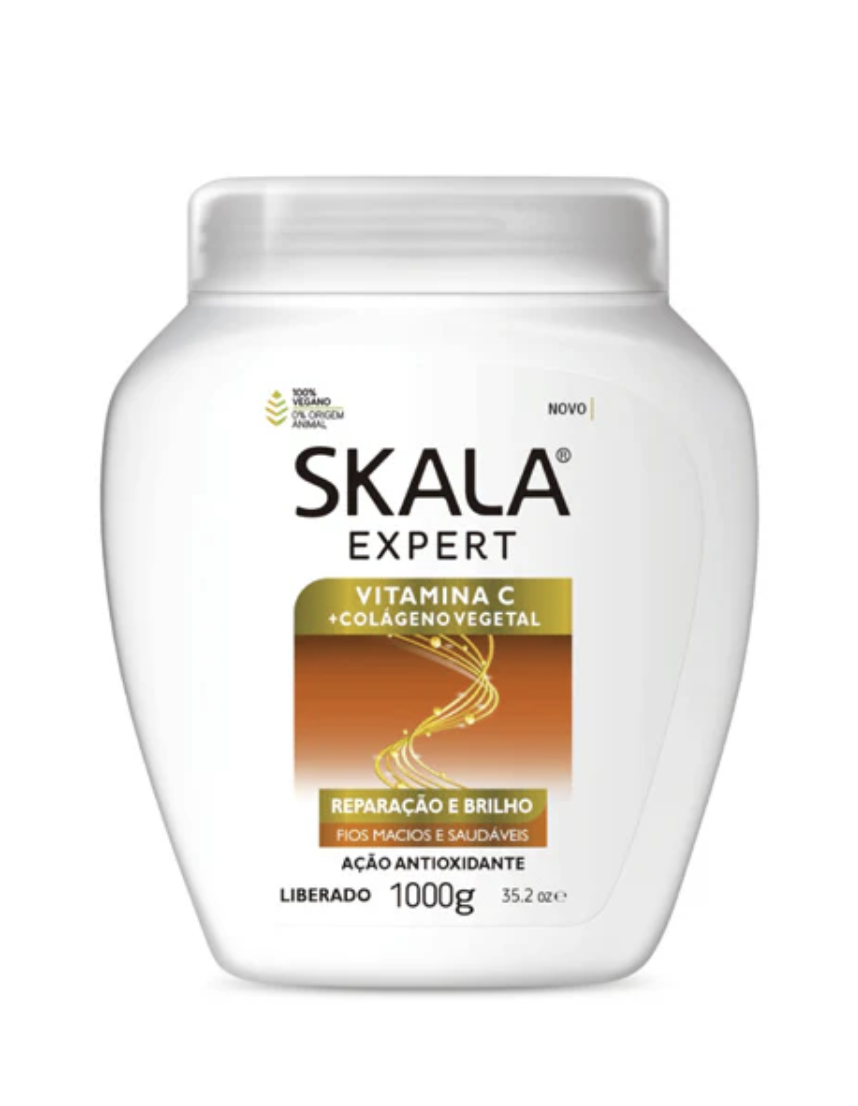 100%
VEGANO
0% ORIGEM
ANIMAL
NOVO
SKALA®
EXPERT
VITAMINA C
+COLÁGENO VEGETAL
REPARAÇÃO E BRILHO
FIOS MACIOS E SAUDÁVEIS
AÇÃO ANTIOXIDANTE
LIBERADO 1000g 35.2 oz℮